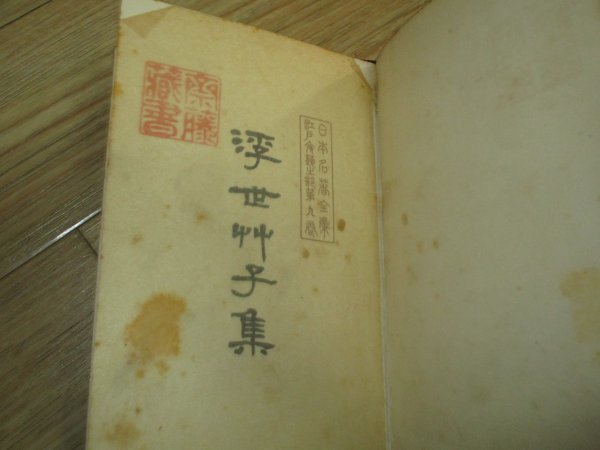 日本名著全集
江戸文藝之部第九卷
浮世艸子集
斎藤
蔵書